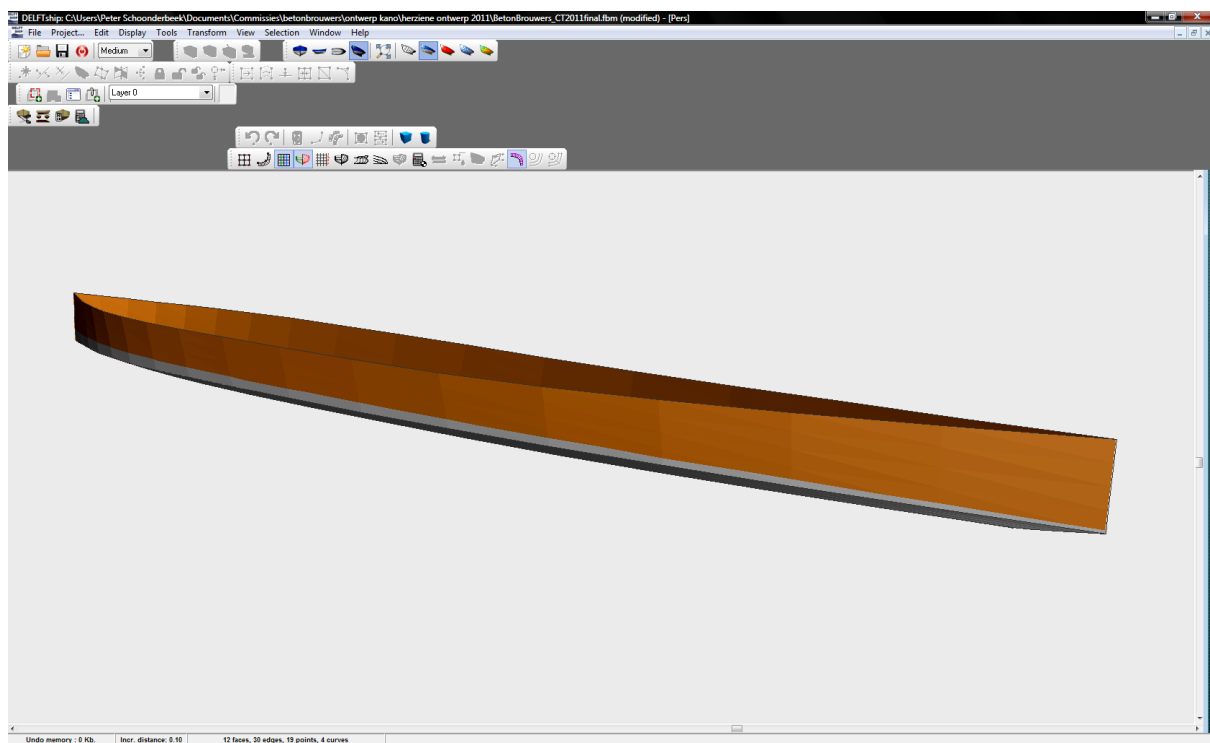 DELFTship: C:\Users\Peter Schoonderbeek\Documents\Commissies\betonbrouwers\ontwerp kano\herziene ontwerp 2011\BetonBrouwers_CT2011final.fbm (modified) - [Pers]
File Project... Edit Display Tools Transform View Selection Window Help
Medium
Layer 0
Undo memory : 0 Kb. Incr. distance: 0.10 12 faces, 30 edges, 19 points, 4 curves